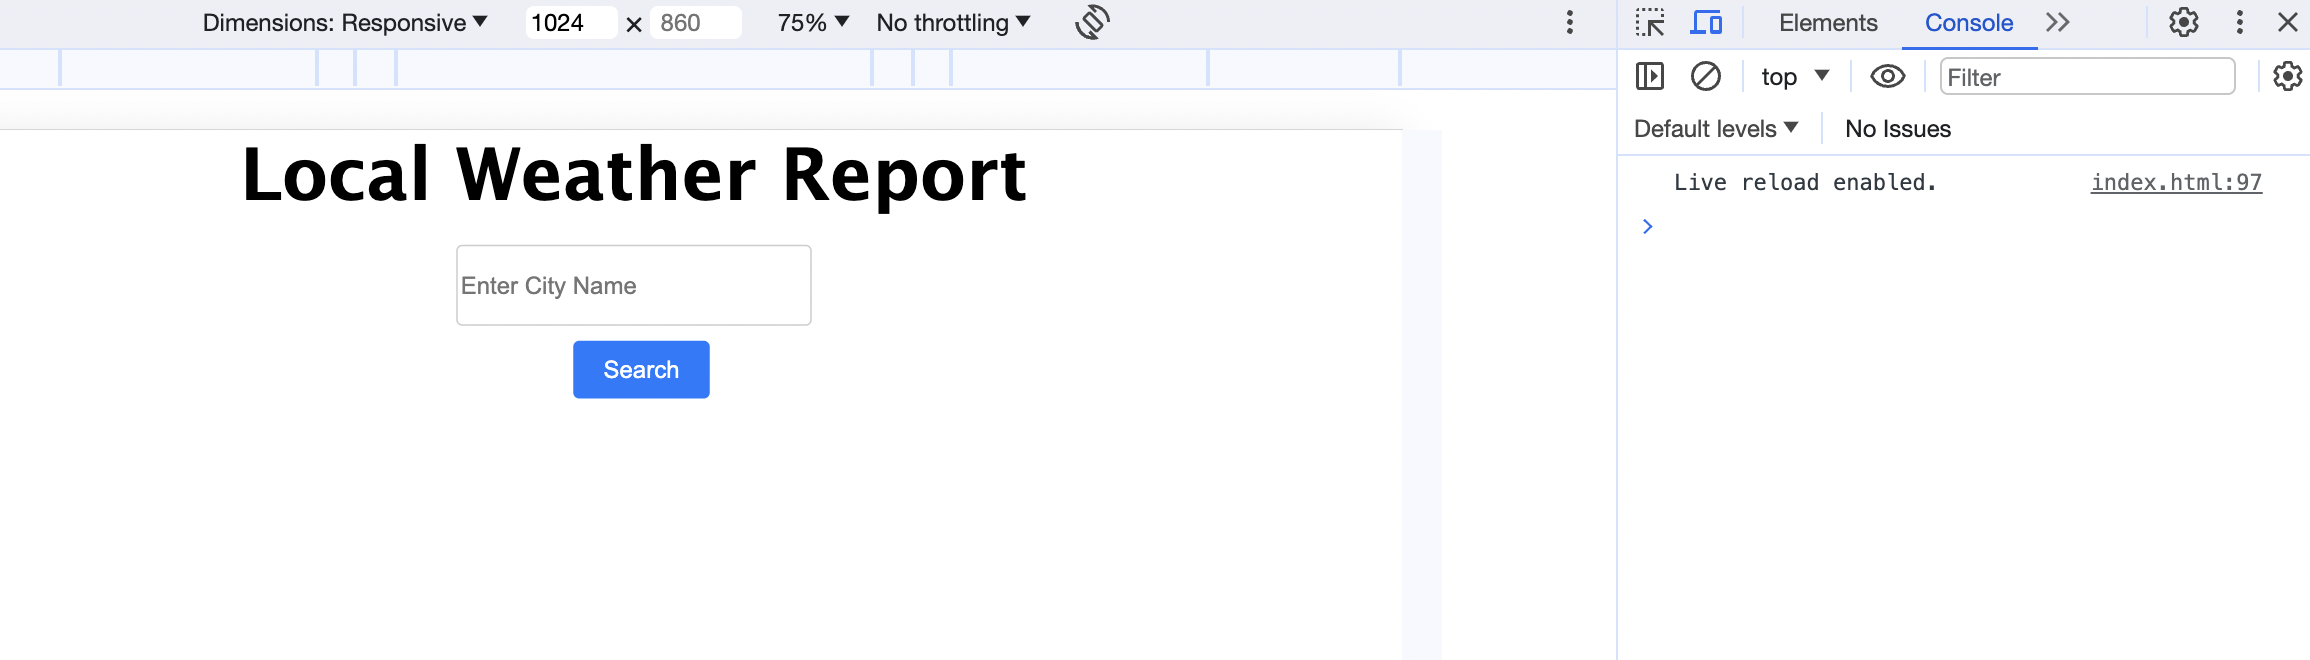 Dimensions: Responsive 1024 × 860 75% No throttling
Elements Console
top Filter
Default levels No Issues
Live reload enabled. index.html:97
Local Weather Report
Enter City Name
Search